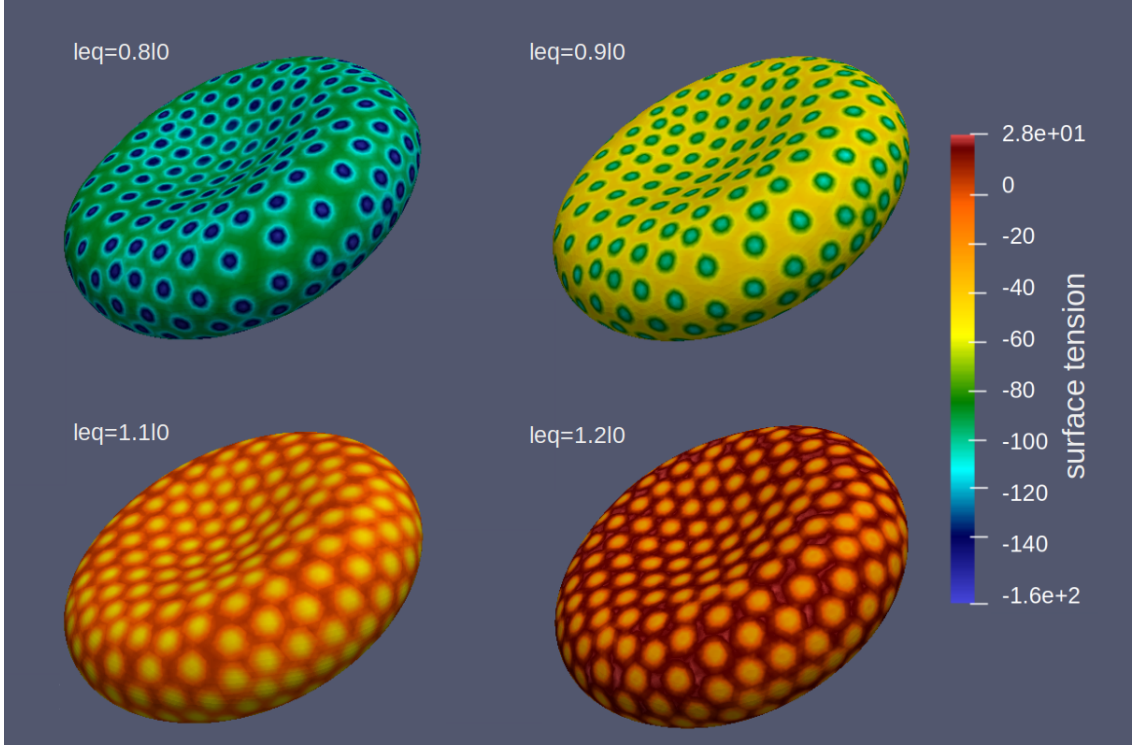 leq=0.8l0
leq=0.9l0
2.8e+01
0
-20
-40
-60
-80
-100
-120
-140
-1.6e+2
surface tension
leq=1.1l0
leq=1.2l0